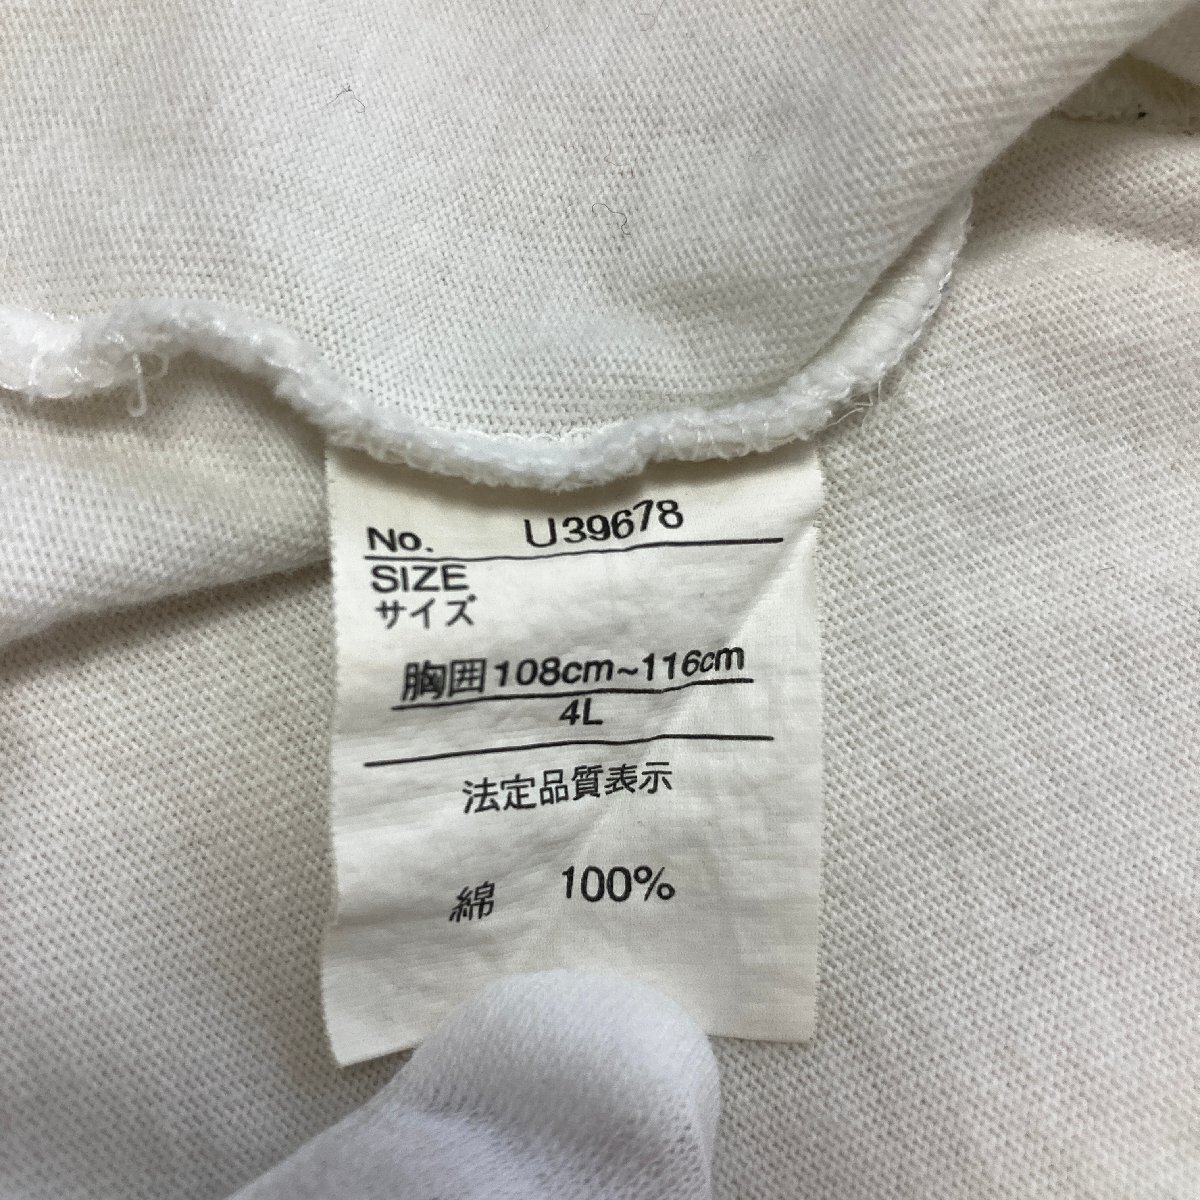 No. U39678
SIZE
サイズ
胸囲108cm~116cm
4L
法定品質表示
綿 100%